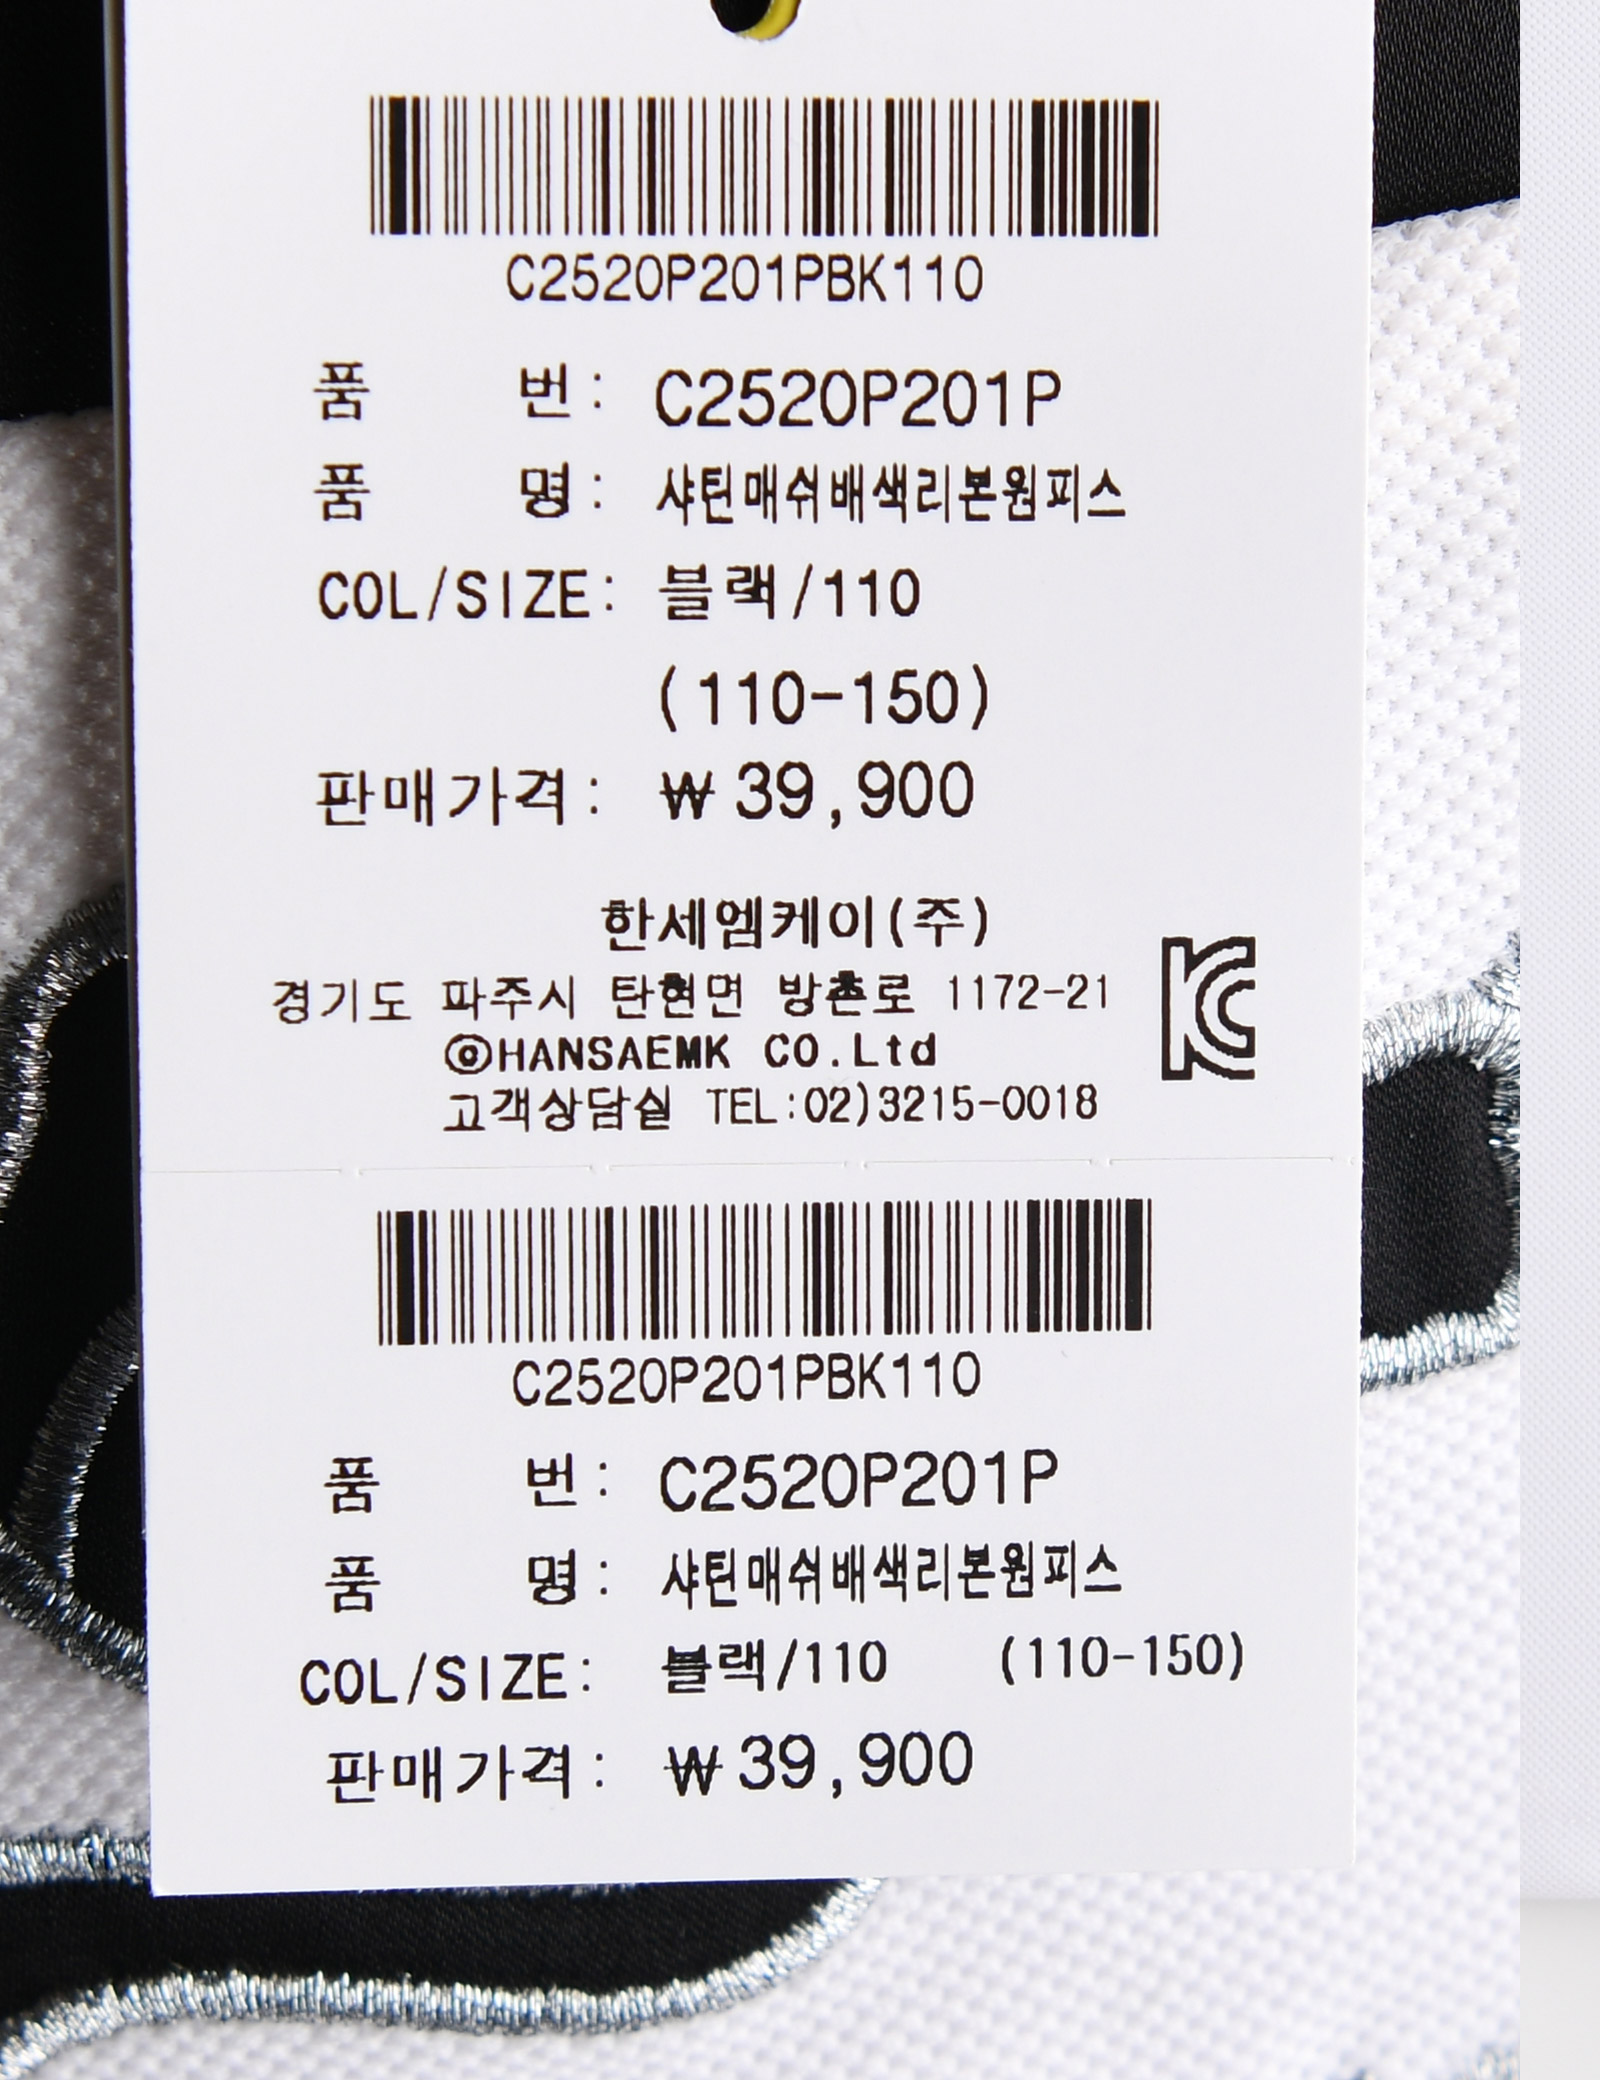 C2520P201PBK110
품 번: C2520P201P
품 명: 샤틴매쉬배색리본원피스
COL/SIZE: 블랙/110
(110-150)
판매가격: ₩39,900
한세엠케이(주)
경기도 파주시 탄현면 방촌로 1172-21
ⓒHANSAEMK CO.Ltd
고객상담실 TEL:02)3215-0018
KC
C2520P201PBK110
품 번: C2520P201P
품 명: 샤틴매쉬배색리본원피스
COL/SIZE: 블랙/110 (110-150)
판매가격: ₩39,900